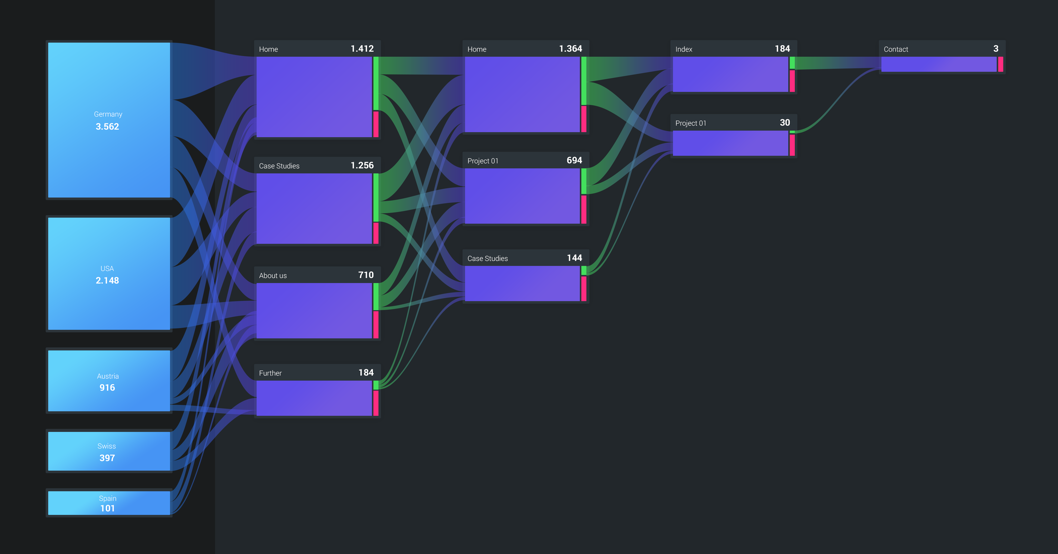 Germany
3.562
USA
2.148
Austria
916
Swiss
397
Spain
101
Home 1.412
Case Studies 1.256
About us 710
Further 184
Home 1.364
Project 01 694
Case Studies 144
Index 184
Project 01 30
Contact 3